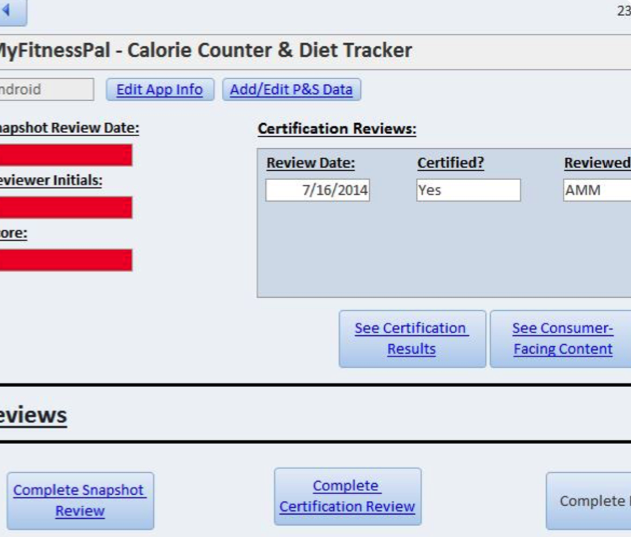 23
MyFitnessPal - Calorie Counter & Diet Tracker
ndroid Edit App Info Add/Edit P&S Data
napshot Review Date: Certification Reviews:
Review Date: Certified? Reviewed
7/16/2014 Yes AMM
eviewer Initials:
ore:
See Certification Results
See Consumer-Facing Content
eviews
Complete Snapshot Review
Complete Certification Review
Complete